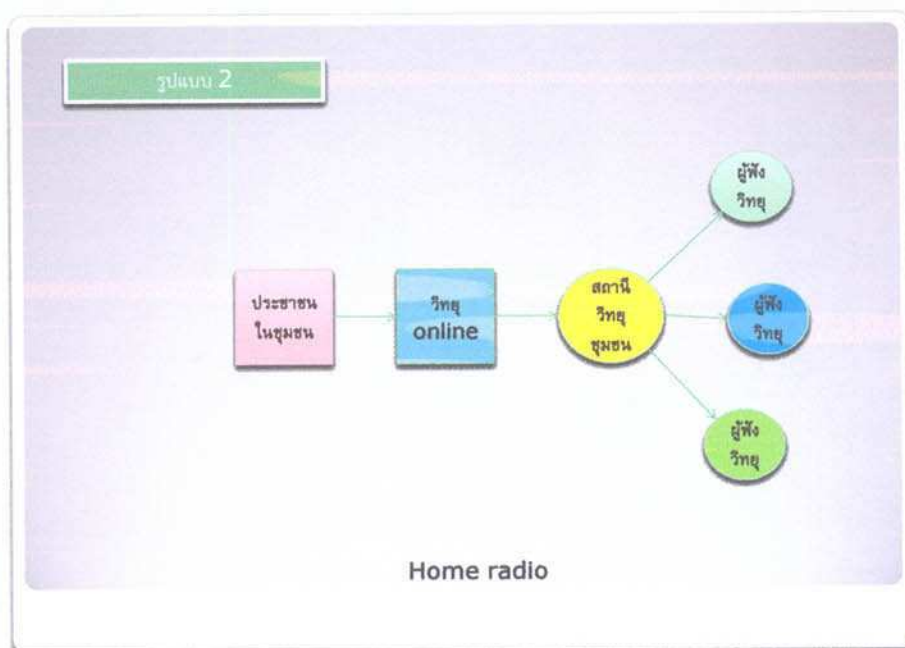 รูปแบบ 2
ผู้ฟัง
วิทยุ
ประชาชน
ในชุมชน
วิทยุ
online
สถานี
วิทยุ
ชุมชน
ผู้ฟัง
วิทยุ
ผู้ฟัง
วิทยุ
Home radio